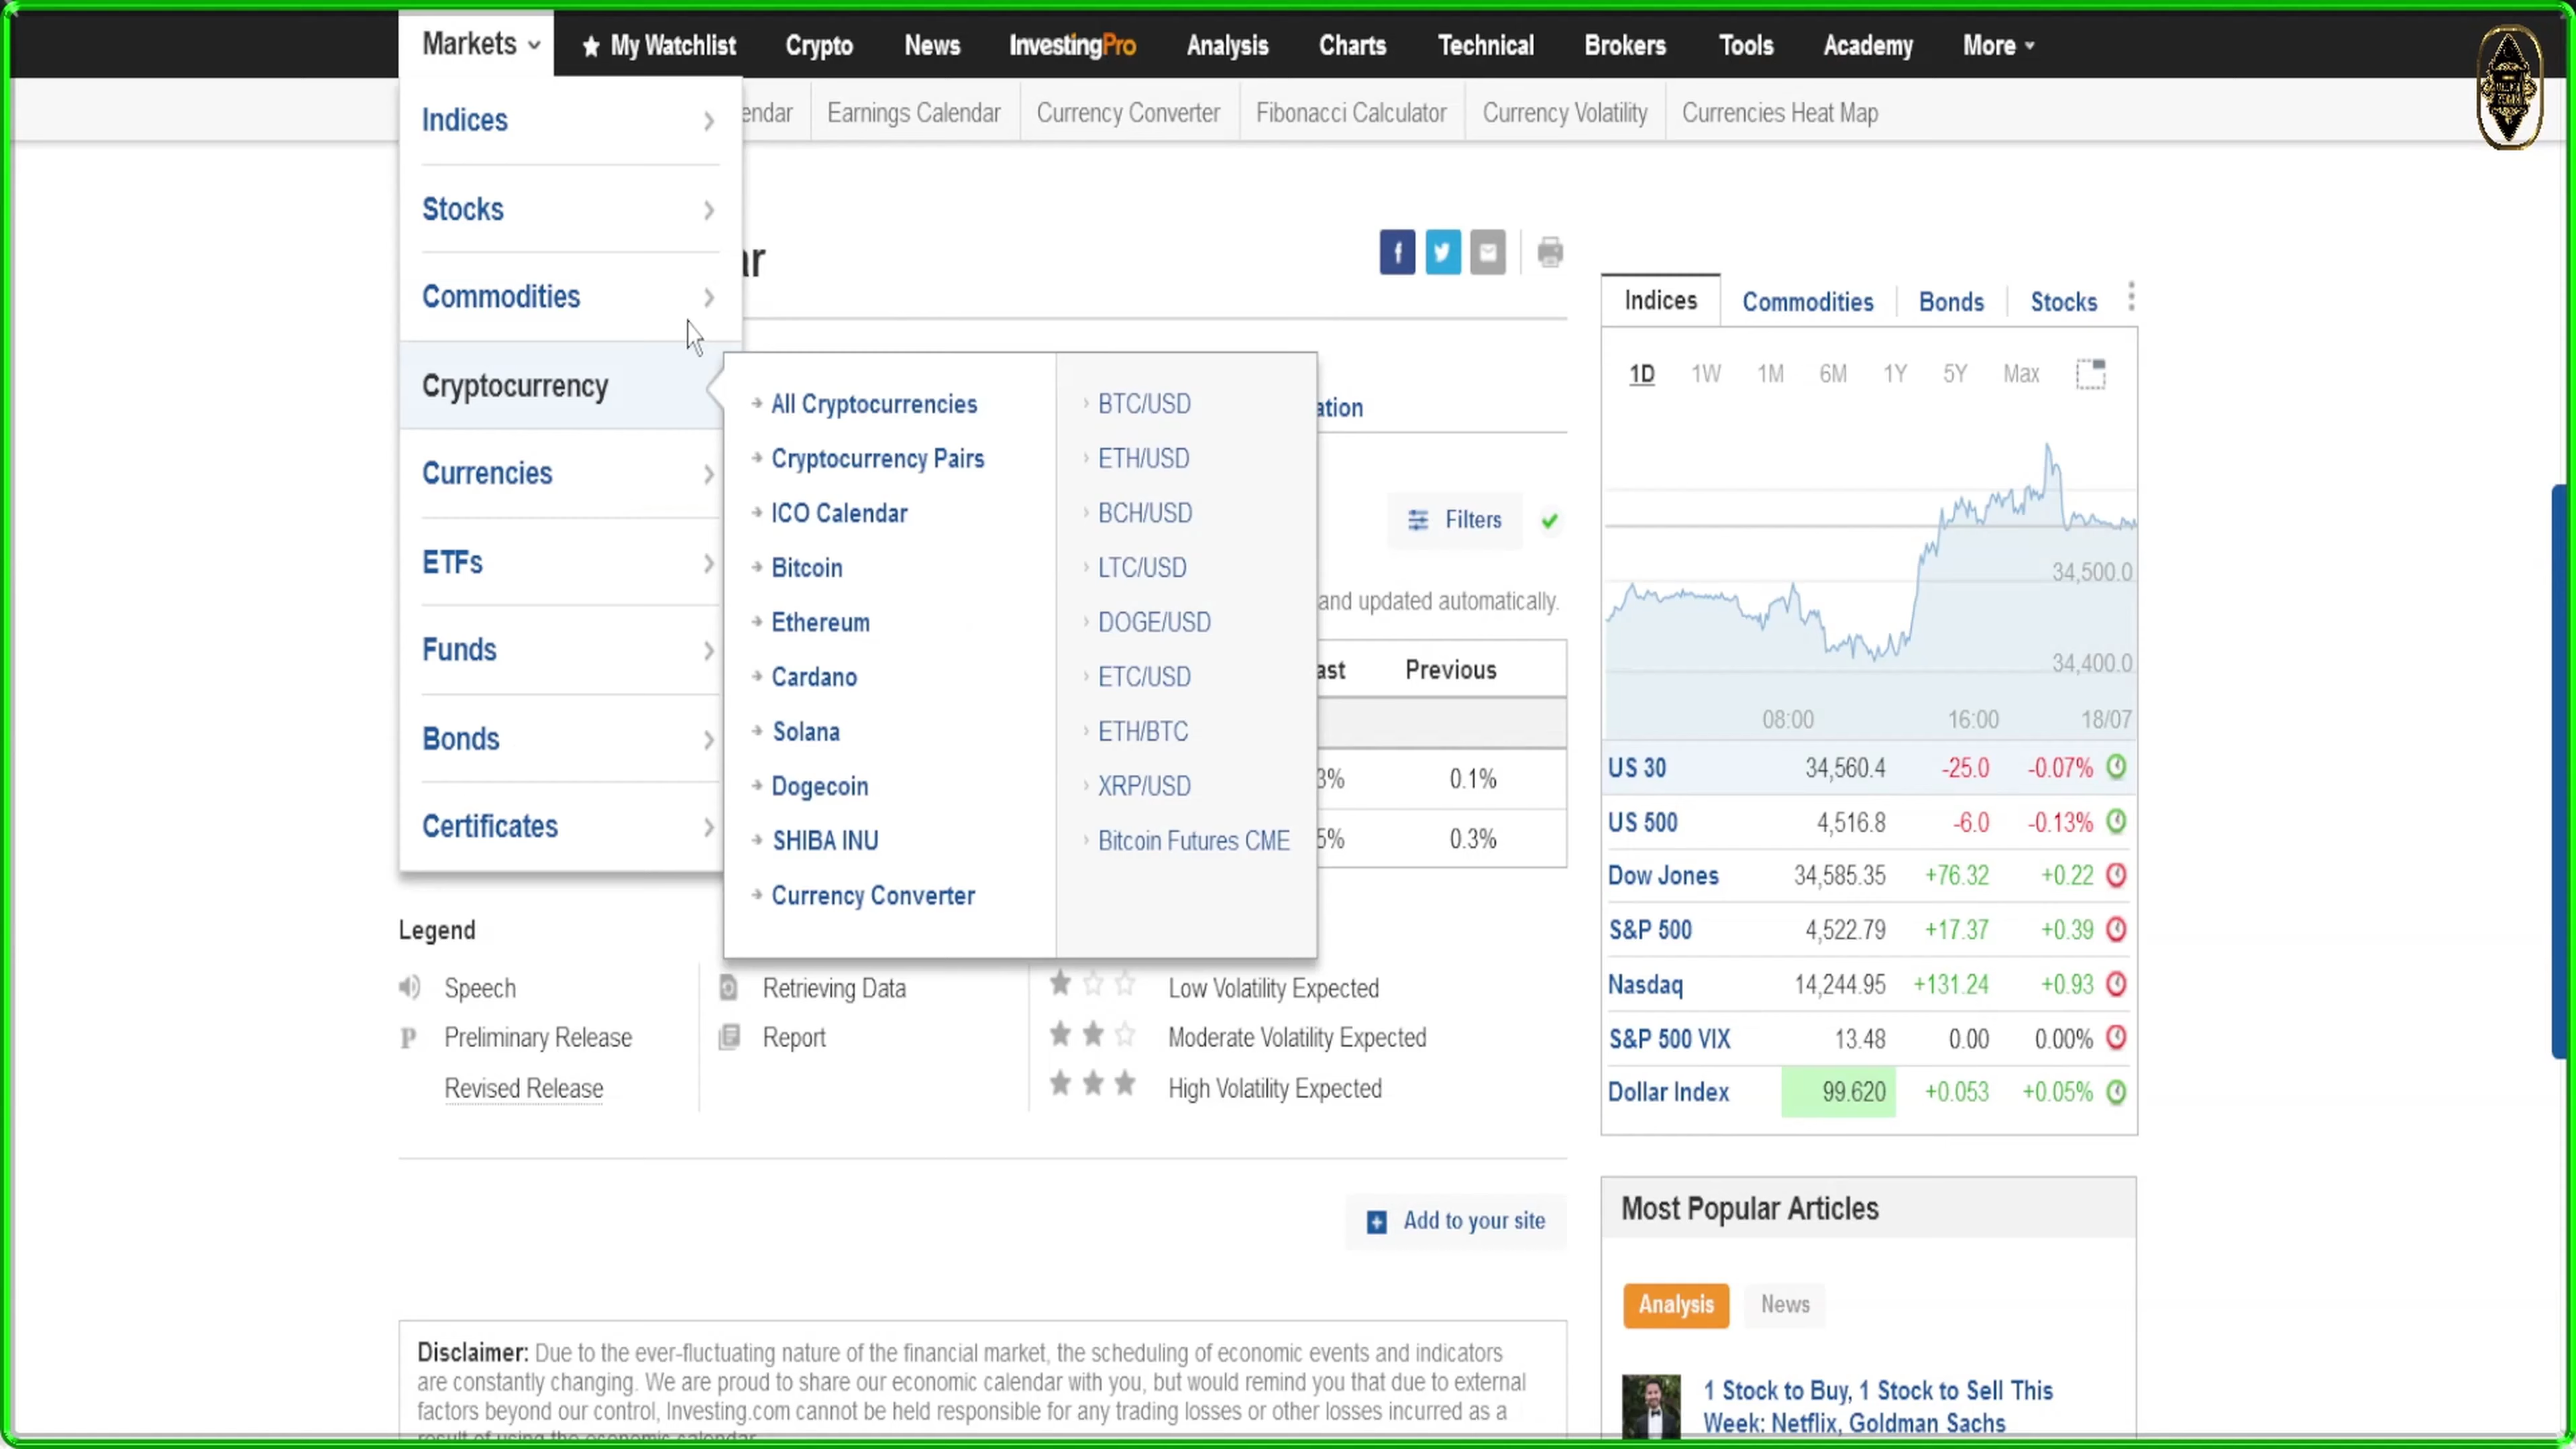 Markets
My Watchlist
Crypto
News
InvestingPro
Analysis
Charts
Technical
Brokers
Tools
Academy
More
endar
Earnings Calendar
Currency Converter
Fibonacci Calculator
Currency Volatility
Currencies Heat Map
Indices
Stocks
Commodities
Cryptocurrency
Currencies
ETFs
Funds
Bonds
Certificates
ar
All Cryptocurrencies
Cryptocurrency Pairs
ICO Calendar
Bitcoin
Ethereum
Cardano
Solana
Dogecoin
SHIBA INU
Currency Converter
BTC/USD
ETH/USD
BCH/USD
LTC/USD
DOGE/USD
ETC/USD
ETH/BTC
XRP/USD
Bitcoin Futures CME
ation
Filters
and updated automatically.
ast Previous
3% 0.1%
5% 0.3%
Legend
Speech
Preliminary Release
Revised Release
Retrieving Data
Report
Low Volatility Expected
Moderate Volatility Expected
High Volatility Expected
Add to your site
Disclaimer: Due to the ever-fluctuating nature of the financial market, the scheduling of economic events and indicators
are constantly changing. We are proud to share our economic calendar with you, but would remind you that due to external
factors beyond our control, Investing.com cannot be held responsible for any trading losses or other losses incurred as a
result of using the economic calendar.
Indices Commodities Bonds Stocks
1D 1W 1M 6M 1Y 5Y Max
34,500.0
34,400.0
08:00 16:00 18/07
US 30 34,560.4 -25.0 -0.07%
US 500 4,516.8 -6.0 -0.13%
Dow Jones 34,585.35 +76.32 +0.22
S&P 500 4,522.79 +17.37 +0.39
Nasdaq 14,244.95 +131.24 +0.93
S&P 500 VIX 13.48 0.00 0.00%
Dollar Index 99.620 +0.053 +0.05%
Most Popular Articles
Analysis News
1 Stock to Buy, 1 Stock to Sell This
Week: Netflix, Goldman Sachs